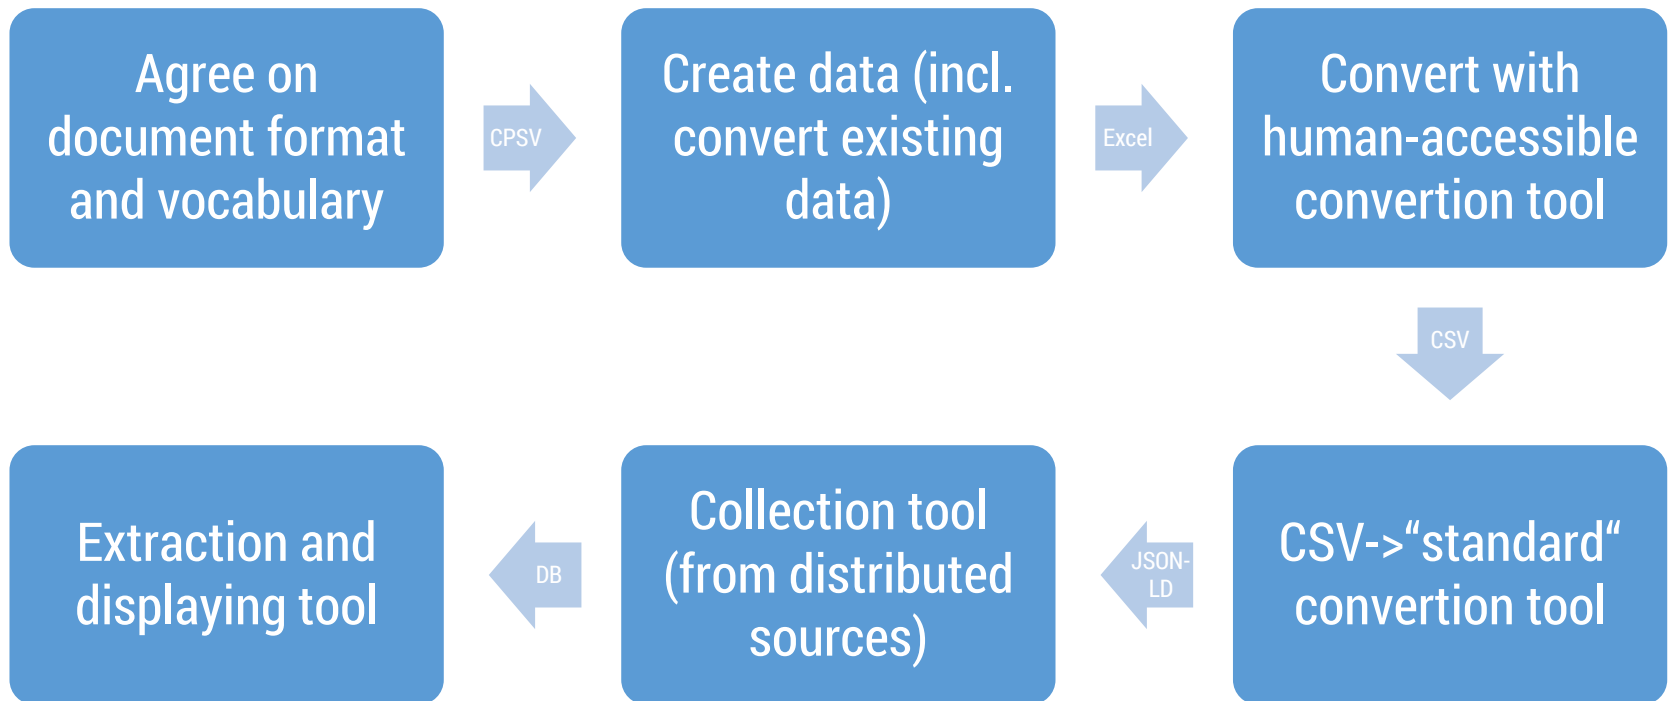 Agree on
document format
and vocabulary
CPSV
Create data (incl.
convert existing
data)
Excel
Convert with
human-accessible
convertion tool
CSV
CSV->“standard“
convertion tool
JSON-
LD
Collection tool
(from distributed
sources)
DB
Extraction and
displaying tool